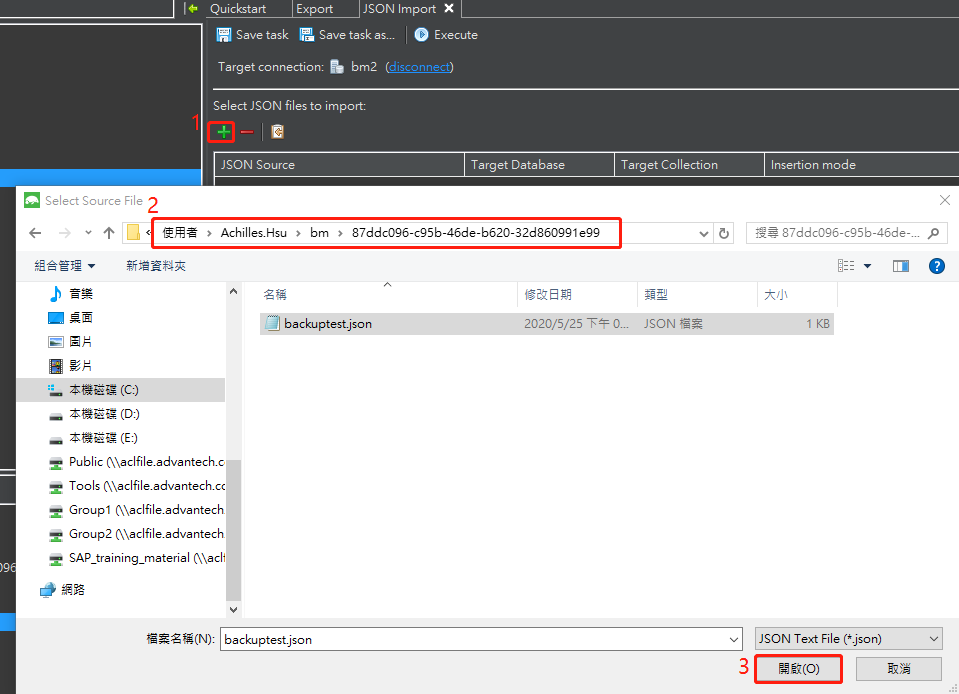 Quickstart Export JSON Import
Save task Save task as... Execute
Target connection: bm2 (disconnect)
Select JSON files to import:
1
JSON Source Target Database Target Collection Insertion mode
Select Source File
2
使用者 › Achilles.Hsu › bm › 87ddc096-c95b-46de-b620-32d860991e99
搜尋 87ddc096-c95b-46de-...
組合管理 新增資料夾
音樂
桌面
圖片
影片
本機磁碟 (C:)
本機磁碟 (D:)
本機磁碟 (E:)
Public (\\aclfile.advantech.c
Tools (\\aclfile.advantech.cc
Group1 (\\aclfile.advantech.
Group2 (\\aclfile.advantech.
SAP_training_material (\\acl
網路
名稱 修改日期 類型 大小
backuptest.json 2020/5/25 下午 0... JSON 檔案 1 KB
096
檔案名稱(N): backuptest.json JSON Text File (*.json)
3
開啟(O) 取消